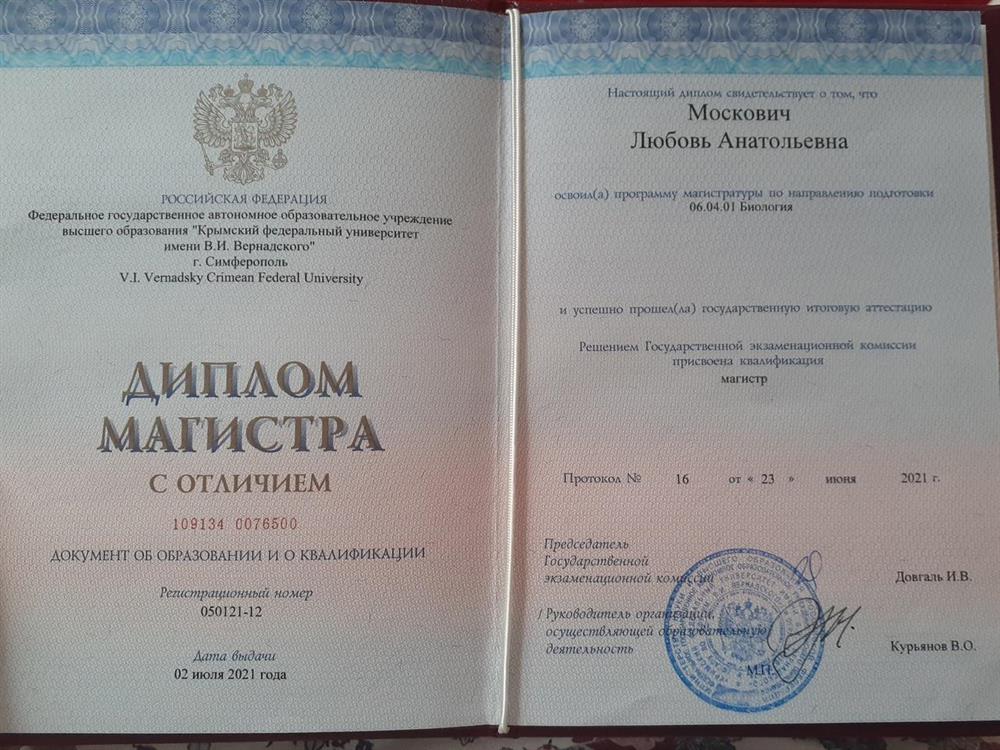 РОССИЙСКАЯ ФЕДЕРАЦИЯ
Федеральное государственное автономное образовательное учреждение
высшего образования "Крымский федеральный университет
имени В.И. Вернадского"
г. Симферополь
V.I. Vernadsky Crimean Federal University
ДИПЛОМ
МАГИСТРА
С ОТЛИЧИЕМ
109134 0076500
ДОКУМЕНТ ОБ ОБРАЗОВАНИИ И О КВАЛИФИКАЦИИ
Регистрационный номер
050121-12
Дата выдачи
02 июля 2021 года
Настоящий диплом свидетельствует о том, что
Москович
Любовь Анатольевна
освоил(а) программу магистратуры по направлению подготовки
06.04.01 Биология
и успешно прошел(ла) государственную итоговую аттестацию
Решением Государственной экзаменационной комиссии
присвоена квалификация
магистр
Протокол № 16 от « 23 » июня 2021 г.
Председатель
Государственной
экзаменационной комиссии
Довгаль И.В.
/ Руководитель организации,
осуществляющей образовательную
деятельность
Курьянов В.О.
М.П.